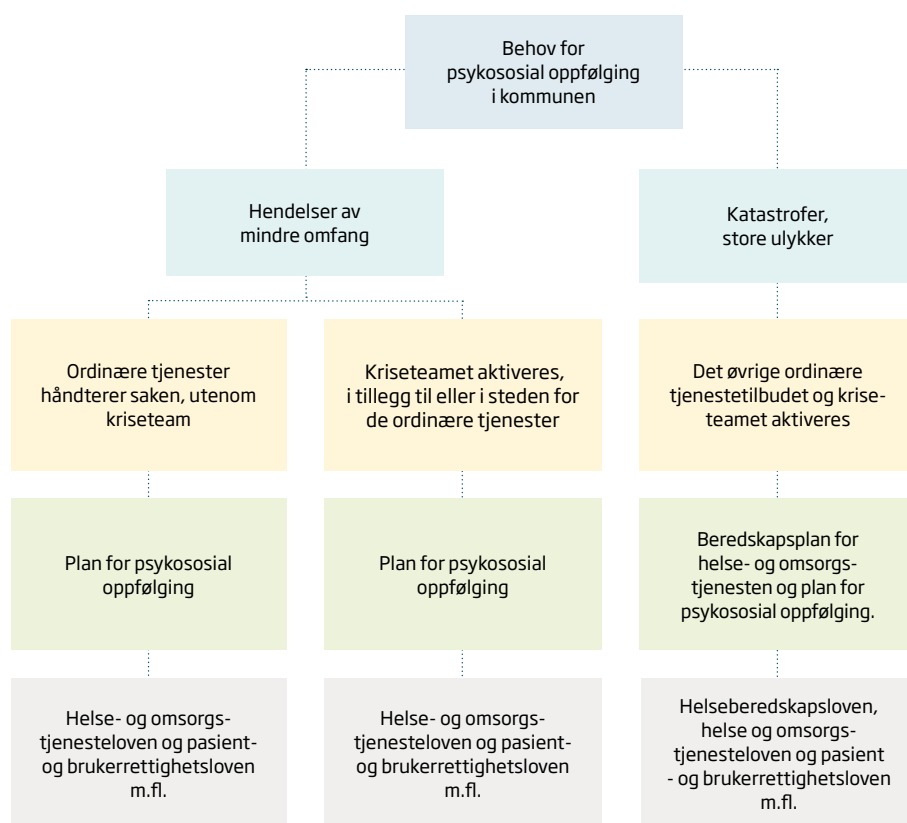 Behov for
psykososial oppfølging
i kommunen
Hendelser av
mindre omfang
Katastrofer,
store ulykker
Ordinære tjenester
håndterer saken, utenom
kriseteam
Kriseteamet aktiveres,
i tillegg til eller i steden for
de ordinære tjenester
Det øvrige ordinære
tjenestetilbudet og krise-
teamet aktiveres
Plan for psykososial
oppfølging
Plan for psykososial
oppfølging
Beredskapsplan for
helse- og omsorgs-
tjenesten og plan for
psykososial oppfølging.
Helse- og omsorgs-
tjenesteloven og pasient-
og brukerrettighetsloven
m.fl.
Helse- og omsorgs-
tjenesteloven og pasient-
og brukerrettighetsloven
m.fl.
Helseberedskapsloven,
helse og omsorgs-
tjenesteloven og pasient
- og brukerrettighetsloven
m.fl.